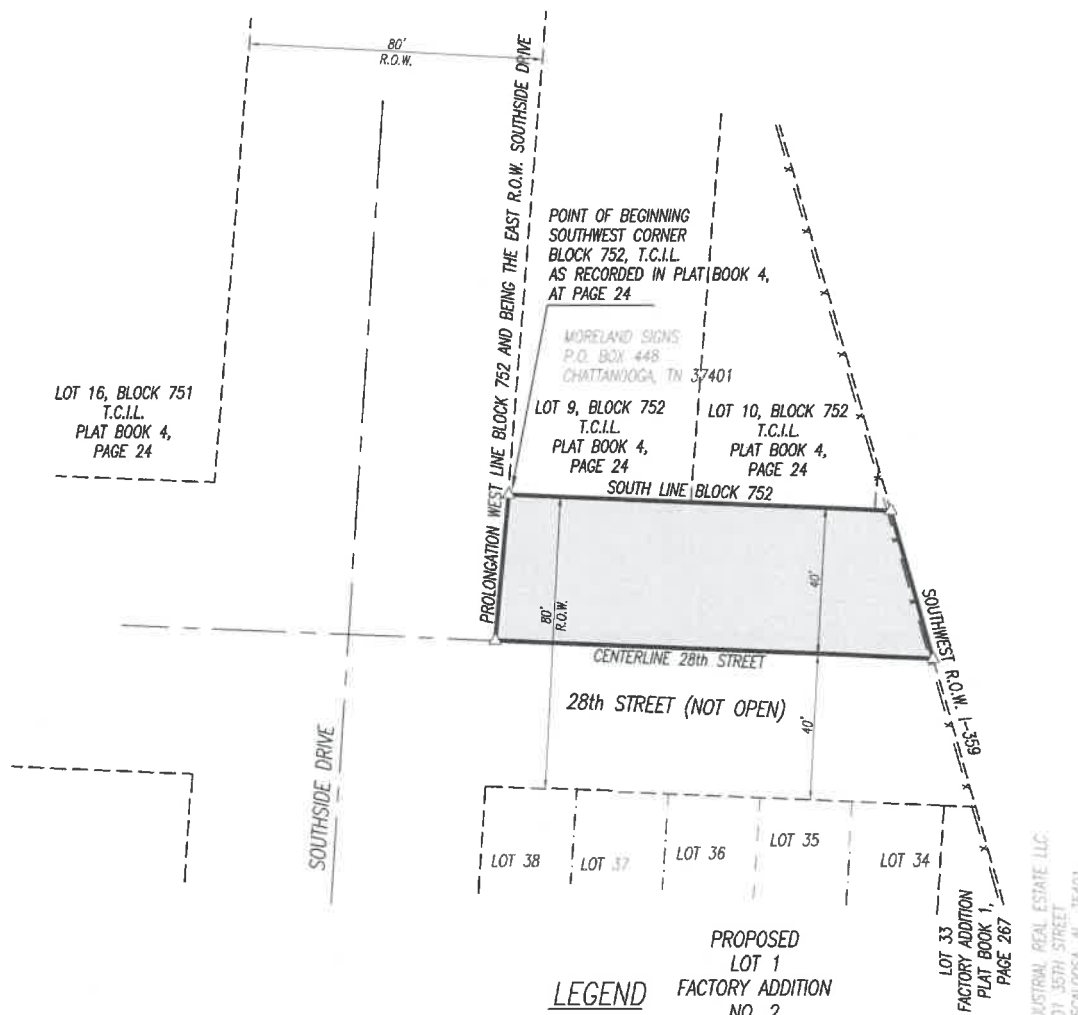 80'
R.O.W.
PROLONGATION WEST LINE BLOCK 752 AND BEING THE EAST R.O.W. SOUTHSIDE DRIVE
POINT OF BEGINNING
SOUTHWEST CORNER
BLOCK 752, T.C.I.L.
AS RECORDED IN PLAT BOOK 4,
AT PAGE 24
MORELAND SIGNS
P.O. BOX 448
CHATTANOOGA, TN 37401
LOT 16, BLOCK 751
T.C.I.L.
PLAT BOOK 4,
PAGE 24
LOT 9, BLOCK 752
T.C.I.L.
PLAT BOOK 4,
PAGE 24
LOT 10, BLOCK 752
T.C.I.L.
PLAT BOOK 4,
PAGE 24
SOUTH LINE BLOCK 752
80'
R.O.W.
40'
SOUTHWEST R.O.W. I-359
CENTERLINE 28th STREET
28th STREET (NOT OPEN)
40'
SOUTHSIDE DRIVE
LOT 38
LOT 37
LOT 36
LOT 35
LOT 34
LOT 33
FACTORY ADDITION
PLAT BOOK 1,
PAGE 267
PROPOSED
LOT 1
FACTORY ADDITION
NO. 2
LEGEND
REAL ESTATE LLC.
35TH STREET